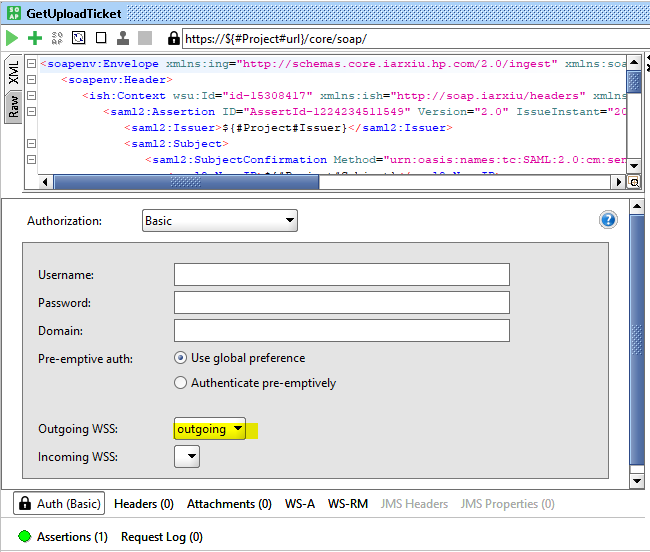 GetUploadTicket
https://${#Project#url}/core/soap/
XML
Raw
<soapenv:Envelope xmlns:ing="http://schemas.core.iarxiu.hp.com/2.0/ingest" xmlns:soa
<soapenv:Header>
<ish:Context wsu:Id="id-15308417" xmlns:ish="http://soap.iarxiu/headers" xmlns
<saml2:Assertion ID="AssertId-1224234511549" Version="2.0" IssueInstant="20
<saml2:Issuer>${#Project#Issuer}</saml2:Issuer>
<saml2:Subject>
<saml2:SubjectConfirmation Method="urn:oasis:names:tc:SAML:2.0:cm:sen
Authorization: Basic
Username:
Password:
Domain:
Pre-emptive auth: Use global preference
Authenticate pre-emptively
Outgoing WSS: outgoing
Incoming WSS:
Auth (Basic) Headers (0) Attachments (0) WS-A WS-RM JMS Headers JMS Properties (0)
Assertions (1) Request Log (0)